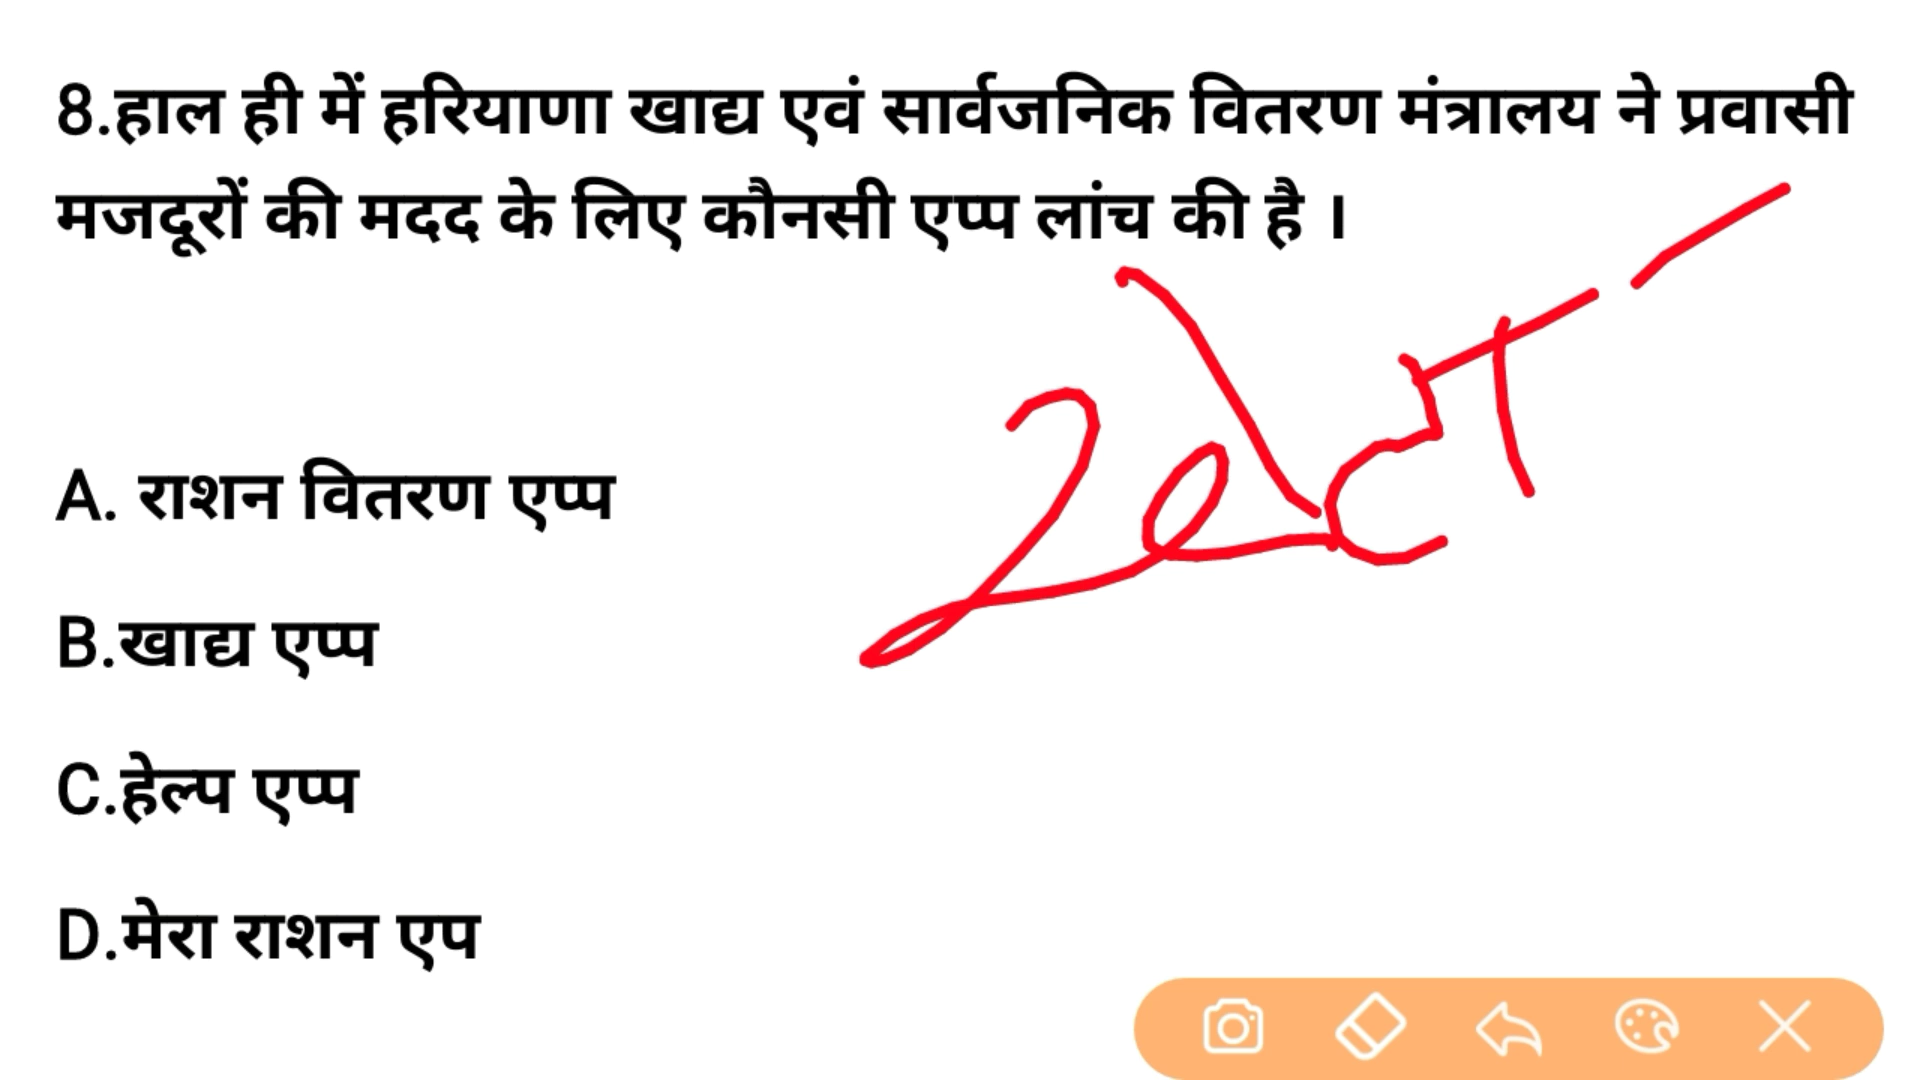 8.हाल ही में हरियाणा खाद्य एवं सार्वजनिक वितरण मंत्रालय ने प्रवासी
मजदूरों की मदद के लिए कौनसी एप्प लांच की है ।
A. राशन वितरण एप्प
B.खाद्य एप्प
C.हेल्प एप्प
D.मेरा राशन एप